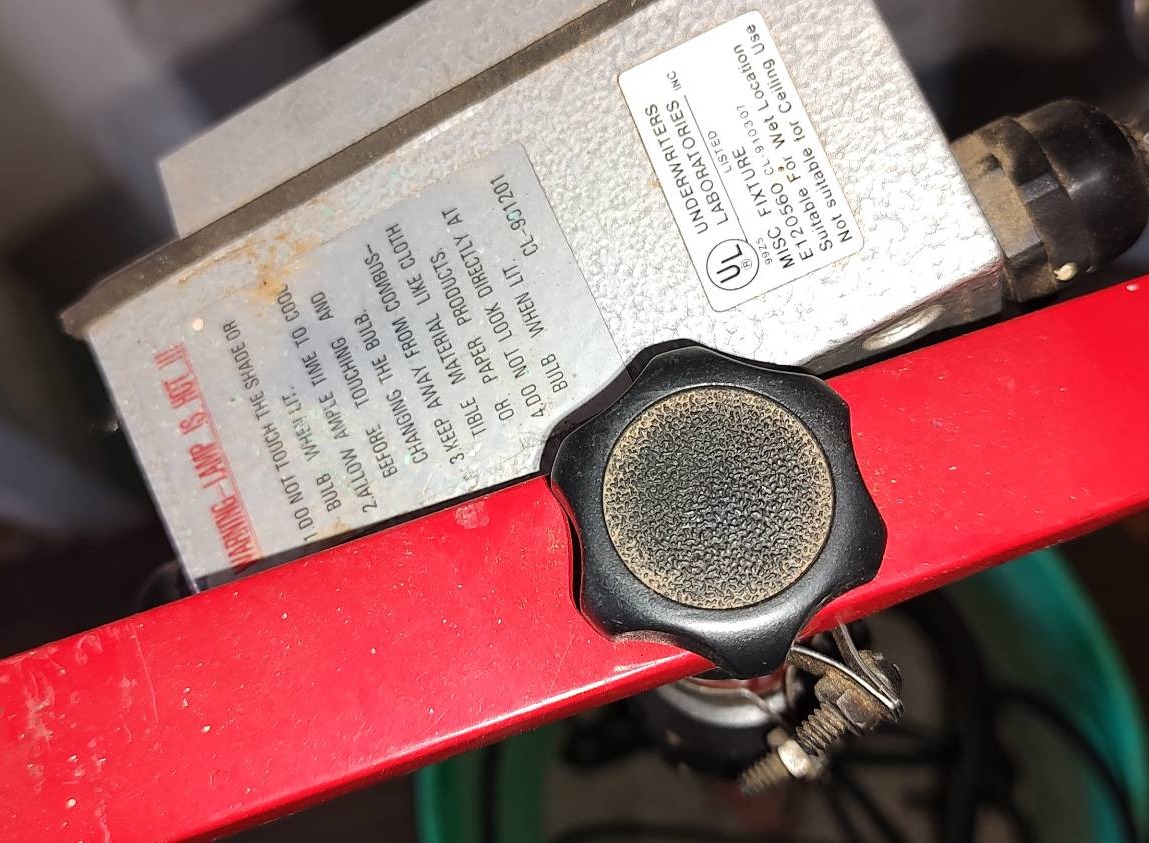 WARNING-LAMP IS HOT !!!
1.DO NOT TOUCH THE SHADE OR
BULB WHEN LIT.
2.ALLOW AMPLE TIME TO COOL
BEFORE TOUCHING AND
CHANGING THE BULB.
3.KEEP AWAY FROM COMBUS-
TIBLE MATERIAL LIKE CLOTH
OR PAPER PRODUCTS.
4.DO NOT LOOK DIRECTLY AT
BULB WHEN LIT. CL-901201
UL
®
UNDERWRITERS
LABORATORIES INC
LISTED
MISC FIXTURE
99Z5
E120560 CL-910307
Suitable For Wet Location
Not suitable for Ceiling Use